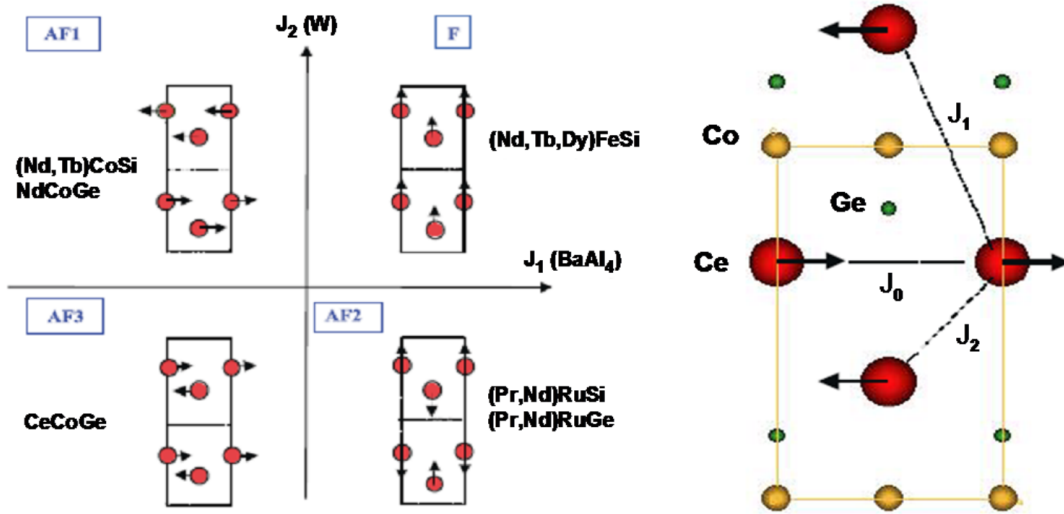 AF1
J2 (W)
F
(Nd,Tb)CoSi
NdCoGe
(Nd,Tb,Dy)FeSi
J1 (BaAl4)
AF3
AF2
CeCoGe
(Pr,Nd)RuSi
(Pr,Nd)RuGe
Co
J1
Ge
Ce
J0
J2